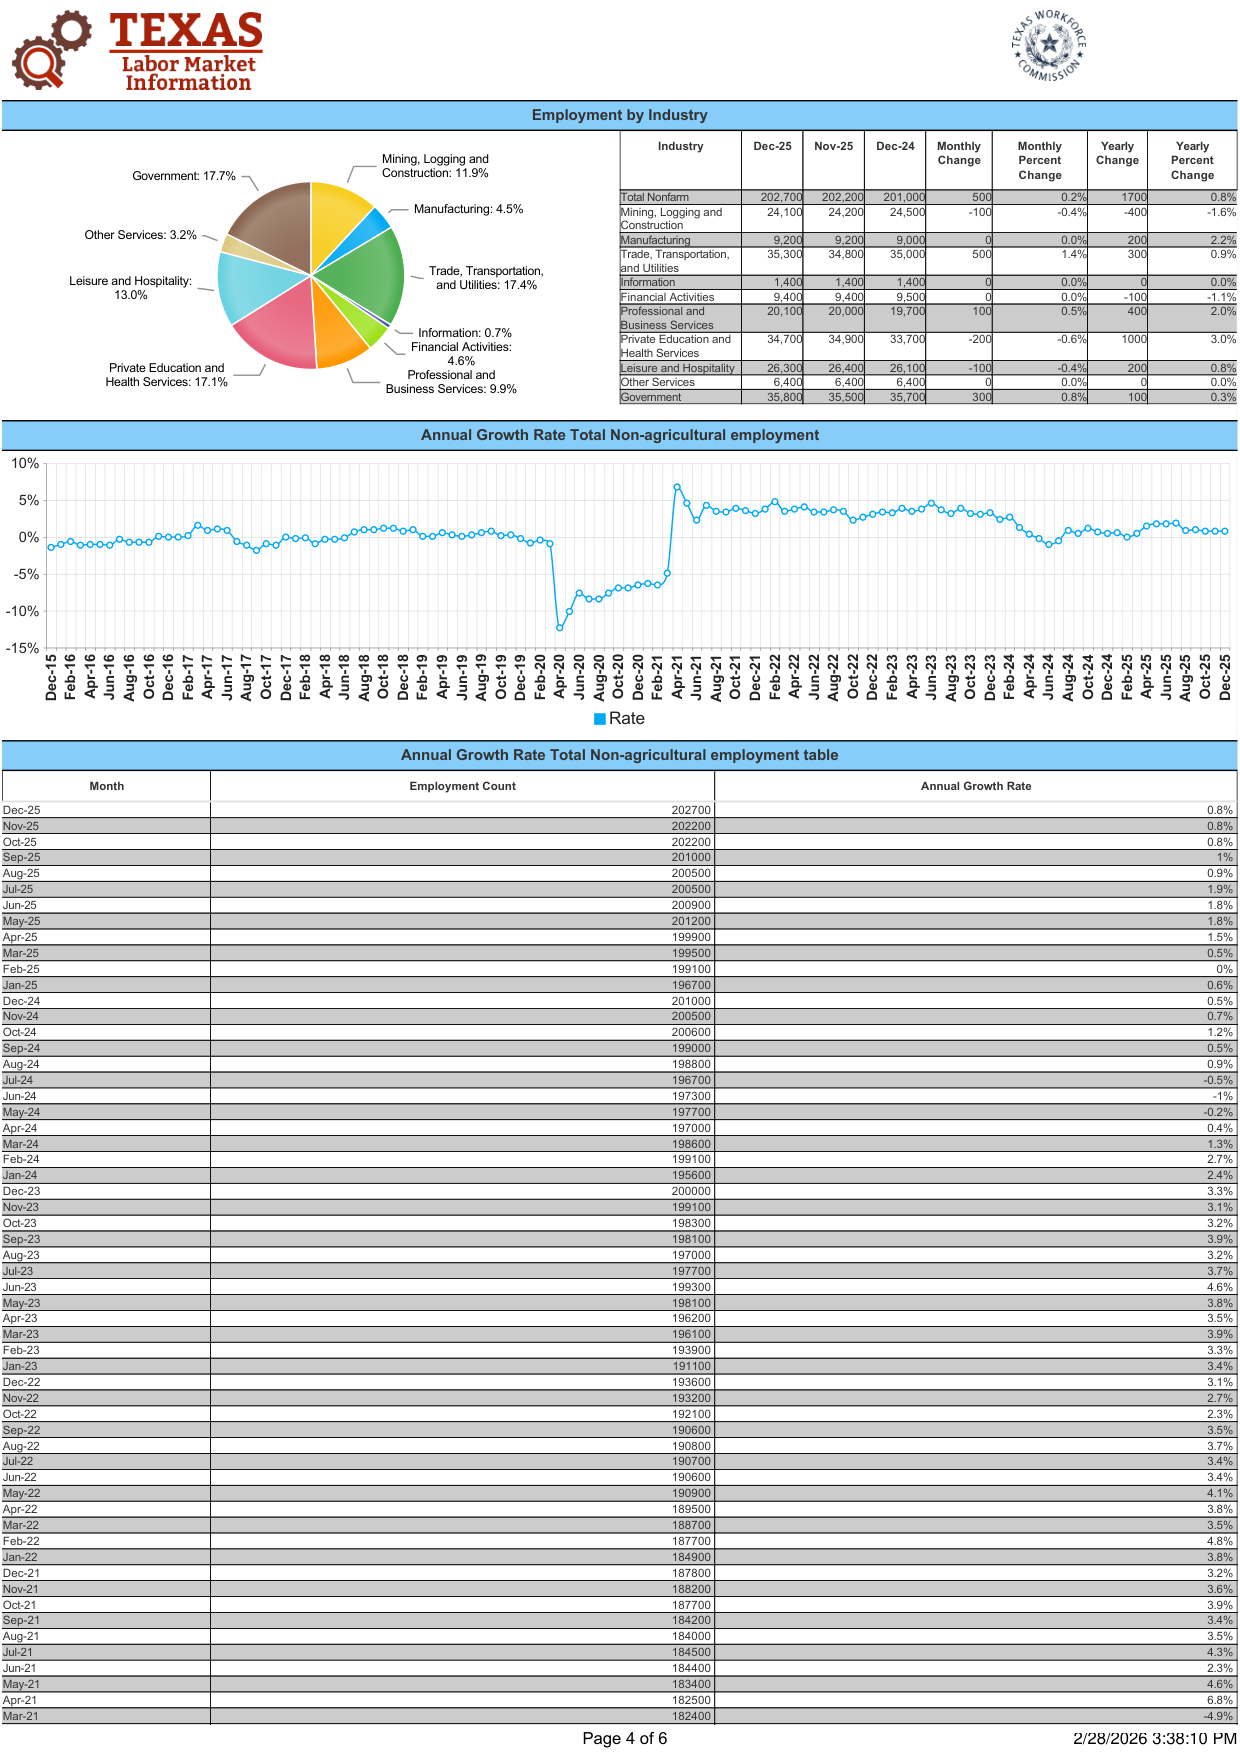 TEXAS
Labor Market
Information
TEXAS WORKFORCE COMMISSION
Employment by Industry
Mining, Logging and
Construction: 11.9%
Government: 17.7%
Manufacturing: 4.5%
Other Services: 3.2%
Trade, Transportation,
and Utilities: 17.4%
Leisure and Hospitality:
13.0%
Information: 0.7%
Financial Activities:
4.6%
Private Education and
Health Services: 17.1%
Professional and
Business Services: 9.9%
Industry Dec-25 Nov-25 Dec-24 Monthly Change Monthly Percent Change Yearly Change Yearly Percent Change
Total Nonfarm 202,700 202,200 201,000 500 0.2% 1700 0.8%
Mining, Logging and Construction 24,100 24,200 24,500 -100 -0.4% -400 -1.6%
Manufacturing 9,200 9,200 9,000 0 0.0% 200 2.2%
Trade, Transportation, and Utilities 35,300 34,800 35,000 500 1.4% 300 0.9%
Information 1,400 1,400 1,400 0 0.0% 0 0.0%
Financial Activities 9,400 9,400 9,500 0 0.0% -100 -1.1%
Professional and Business Services 20,100 20,000 19,700 100 0.5% 400 2.0%
Private Education and Health Services 34,700 34,900 33,700 -200 -0.6% 1000 3.0%
Leisure and Hospitality 26,300 26,400 26,100 -100 -0.4% 200 0.8%
Other Services 6,400 6,400 6,400 0 0.0% 0 0.0%
Government 35,800 35,500 35,700 300 0.8% 100 0.3%
Annual Growth Rate Total Non-agricultural employment
10%
5%
0%
-5%
-10%
-15%
Dec-15 Feb-16 Apr-16 Jun-16 Aug-16 Oct-16 Dec-16 Feb-17 Apr-17 Jun-17 Aug-17 Oct-17 Dec-17 Feb-18 Apr-18 Jun-18 Aug-18 Oct-18 Dec-18 Feb-19 Apr-19 Jun-19 Aug-19 Oct-19 Dec-19 Feb-20 Apr-20 Jun-20 Aug-20 Oct-20 Dec-20 Feb-21 Apr-21 Jun-21 Aug-21 Oct-21 Dec-21 Feb-22 Apr-22 Jun-22 Aug-22 Oct-22 Dec-22 Feb-23 Apr-23 Jun-23 Aug-23 Oct-23 Dec-23 Feb-24 Apr-24 Jun-24 Aug-24 Oct-24 Dec-24 Feb-25 Apr-25 Jun-25 Aug-25 Oct-25 Dec-25
Rate
Annual Growth Rate Total Non-agricultural employment table
Month Employment Count Annual Growth Rate
Dec-25 202700 0.8%
Nov-25 202200 0.8%
Oct-25 202200 0.8%
Sep-25 201000 1%
Aug-25 200500 0.9%
Jul-25 200500 1.9%
Jun-25 200900 1.8%
May-25 201200 1.8%
Apr-25 199900 1.5%
Mar-25 199500 0.5%
Feb-25 199100 0%
Jan-25 196700 0.6%
Dec-24 201000 0.5%
Nov-24 200500 0.7%
Oct-24 200600 1.2%
Sep-24 199000 0.5%
Aug-24 198800 0.9%
Jul-24 196700 -0.5%
Jun-24 197300 -1%
May-24 197700 -0.2%
Apr-24 197000 0.4%
Mar-24 198600 1.3%
Feb-24 199100 2.7%
Jan-24 195600 2.4%
Dec-23 200000 3.3%
Nov-23 199100 3.1%
Oct-23 198300 3.2%
Sep-23 198100 3.9%
Aug-23 197000 3.2%
Jul-23 197700 3.7%
Jun-23 199300 4.6%
May-23 198100 3.8%
Apr-23 196200 3.5%
Mar-23 196100 3.9%
Feb-23 193900 3.3%
Jan-23 191100 3.4%
Dec-22 193600 3.1%
Nov-22 193200 2.7%
Oct-22 192100 2.3%
Sep-22 190600 3.5%
Aug-22 190800 3.7%
Jul-22 190700 3.4%
Jun-22 190600 3.4%
May-22 190900 4.1%
Apr-22 189500 3.8%
Mar-22 188700 3.5%
Feb-22 187700 4.8%
Jan-22 184900 3.8%
Dec-21 187800 3.2%
Nov-21 188200 3.6%
Oct-21 187700 3.9%
Sep-21 184200 3.4%
Aug-21 184000 3.5%
Jul-21 184500 4.3%
Jun-21 184400 2.3%
May-21 183400 4.6%
Apr-21 182500 6.8%
Mar-21 182400 -4.9%
Page 4 of 6
2/28/2026 3:38:10 PM